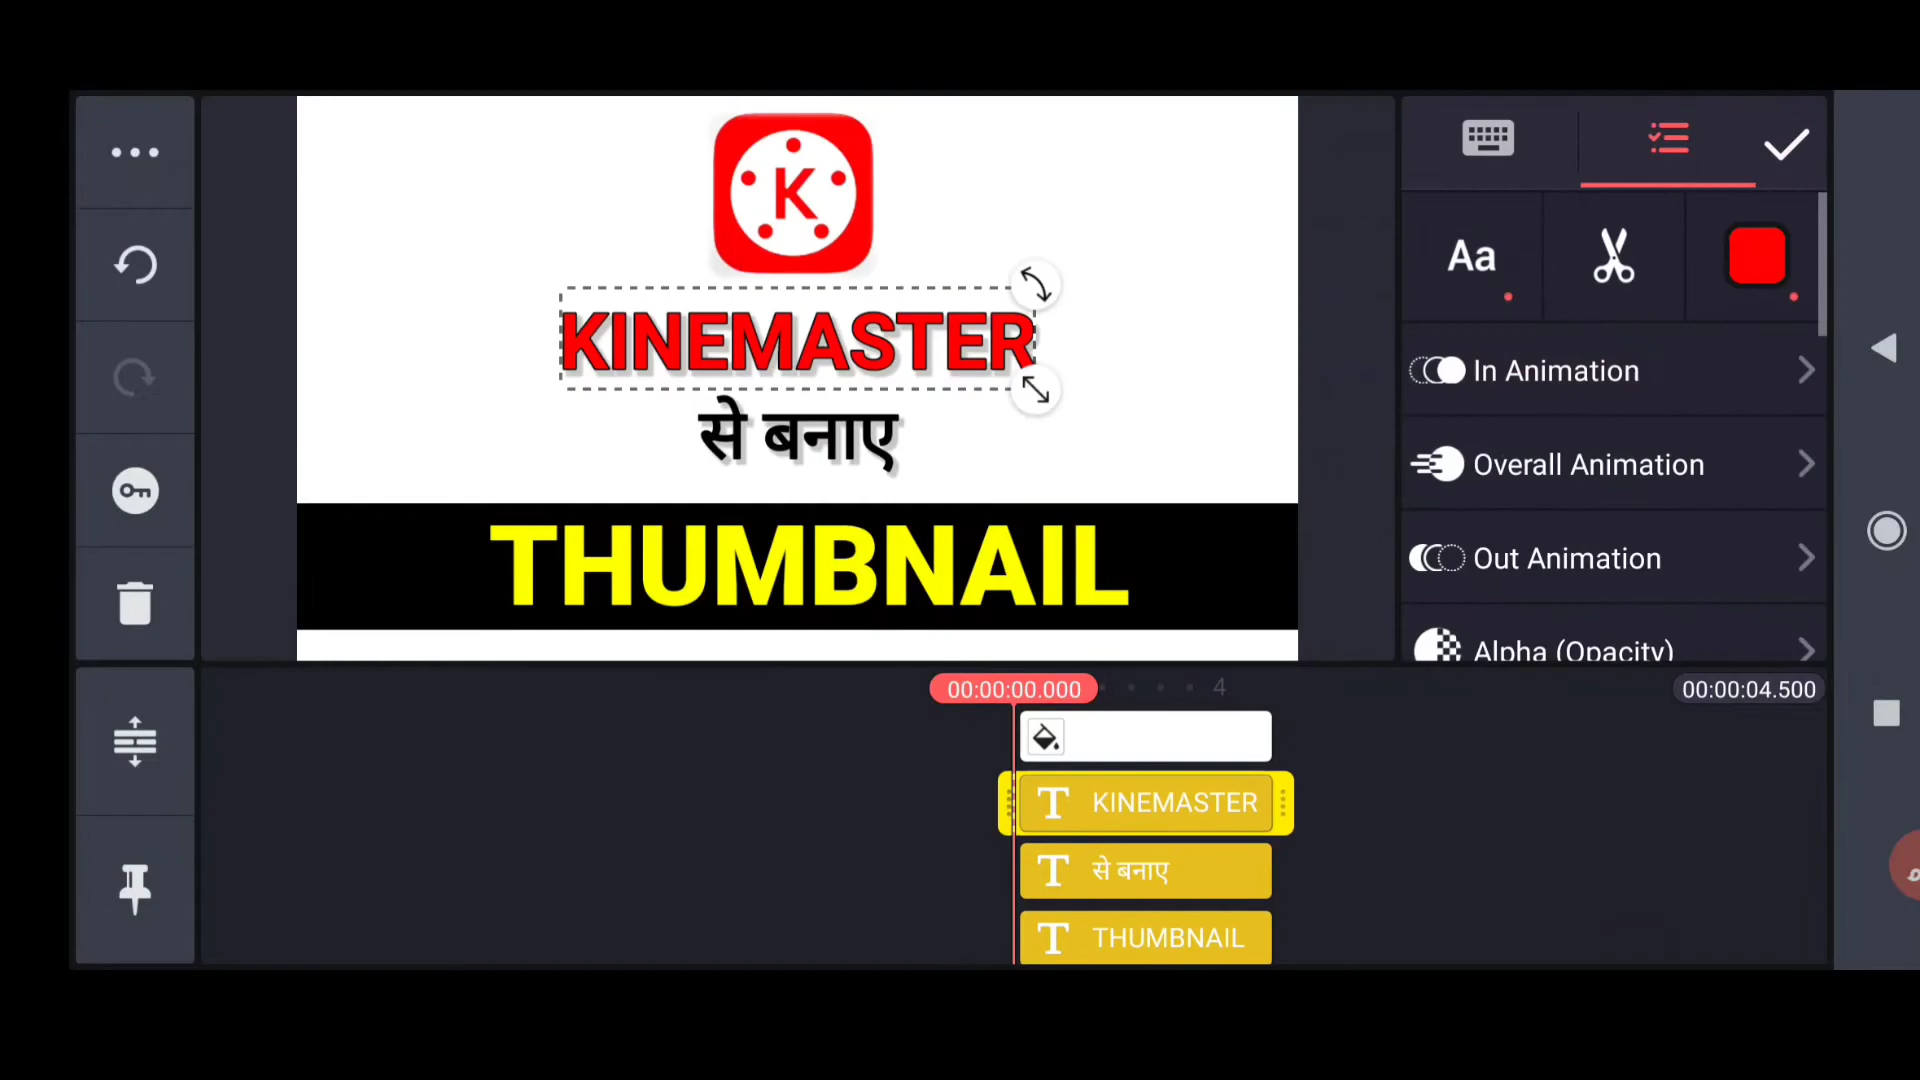 K
KINEMASTER
से बनाए
THUMBNAIL
Aa
In Animation
Overall Animation
Out Animation
Alpha (Opacity)
00:00:00.000
4
00:00:04.500
T KINEMASTER
T से बनाए
T THUMBNAIL